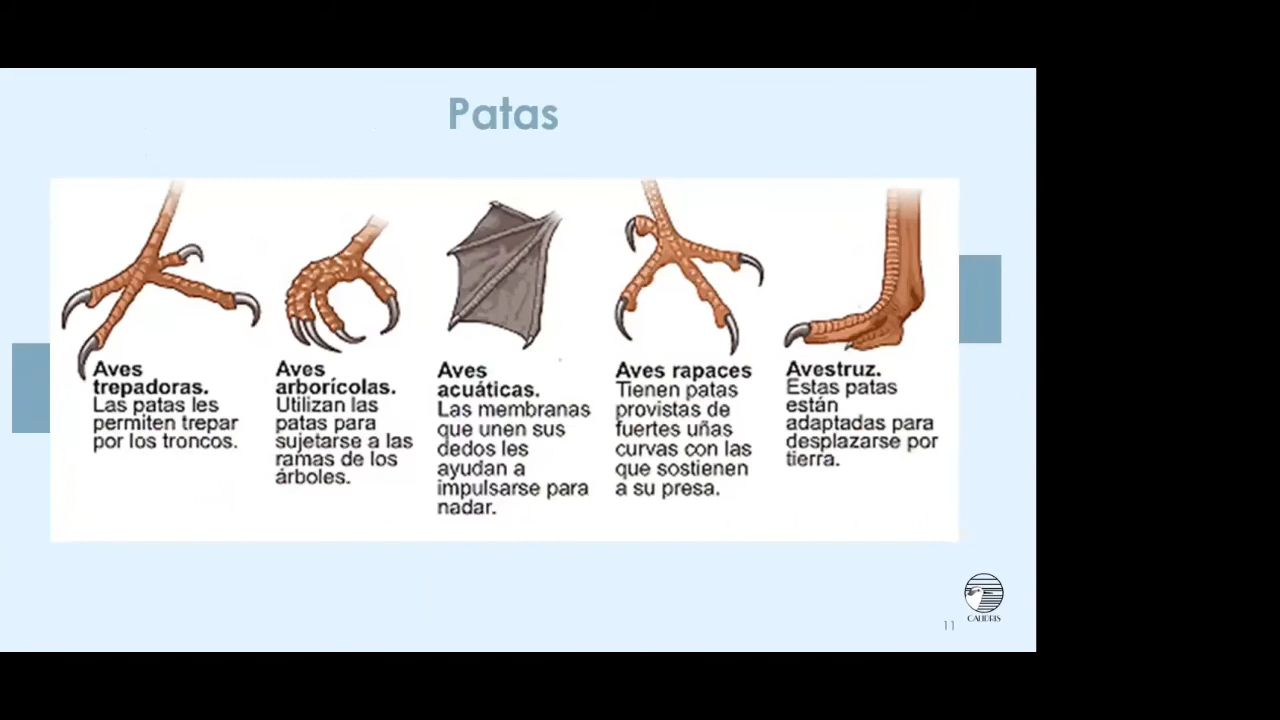 Patas
Aves
trepadoras.
Las patas les
permiten trepar
por los troncos.
Aves
arborícolas.
Utilizan las
patas para
sujetarse a las
ramas de los
árboles.
Aves
acuáticas.
Las membranas
que unen sus
dedos les
ayudan a
impulsarse para
nadar.
Aves rapaces
Tienen patas
provistas de
fuertes uñas
curvas con las
que sostienen
a su presa.
Avestruz.
Estas patas
están
adaptadas para
desplazarse por
tierra.
CALIDRIS
11